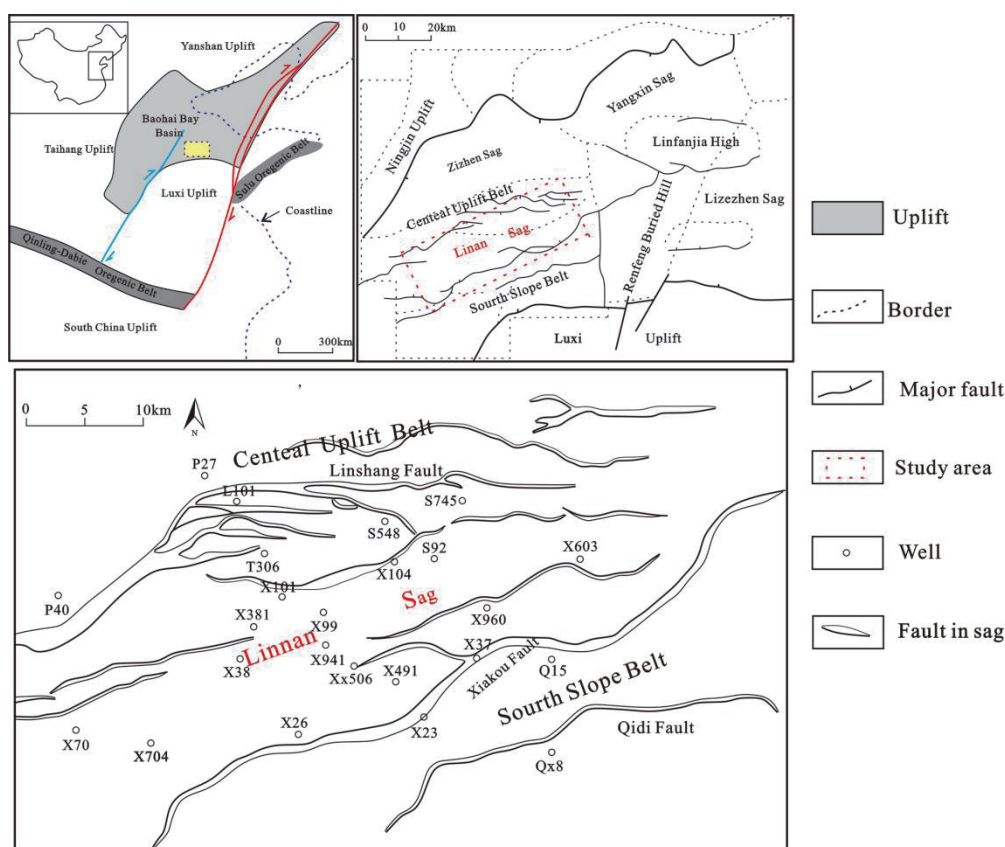 Yanshan Uplift
Baohai Bay
Basin
Taihang Uplift
Luxi Uplift
Sulu Oregenic Belt
Coastline
Qinling-Dabie
Oregenic Belt
South China Uplift
0 300km
0 10 20km
Ningjin Uplift
Yangxin Sag
Linfanjia High
Zizhen Sag
Centeal Uplift Belt
Lizezhen Sag
Linan Sag
Renfeng Buried Hill
Sourth Slope Belt
Luxi Uplift
Uplift
Border
Major fault
Study area
Well
Fault in sag
0 5 10km
N
Centeal Uplift Belt
P27
Linshang Fault
L101
S745
S548
S92
T306
X104
X603
X101
P40
Sag
X381
X99
X960
Linnan
X941
X37
X38
Xx506
X491
Xiakou Fault
Q15
Sourth Slope Belt
X26
X23
Qidi Fault
X70
X704
Qx8